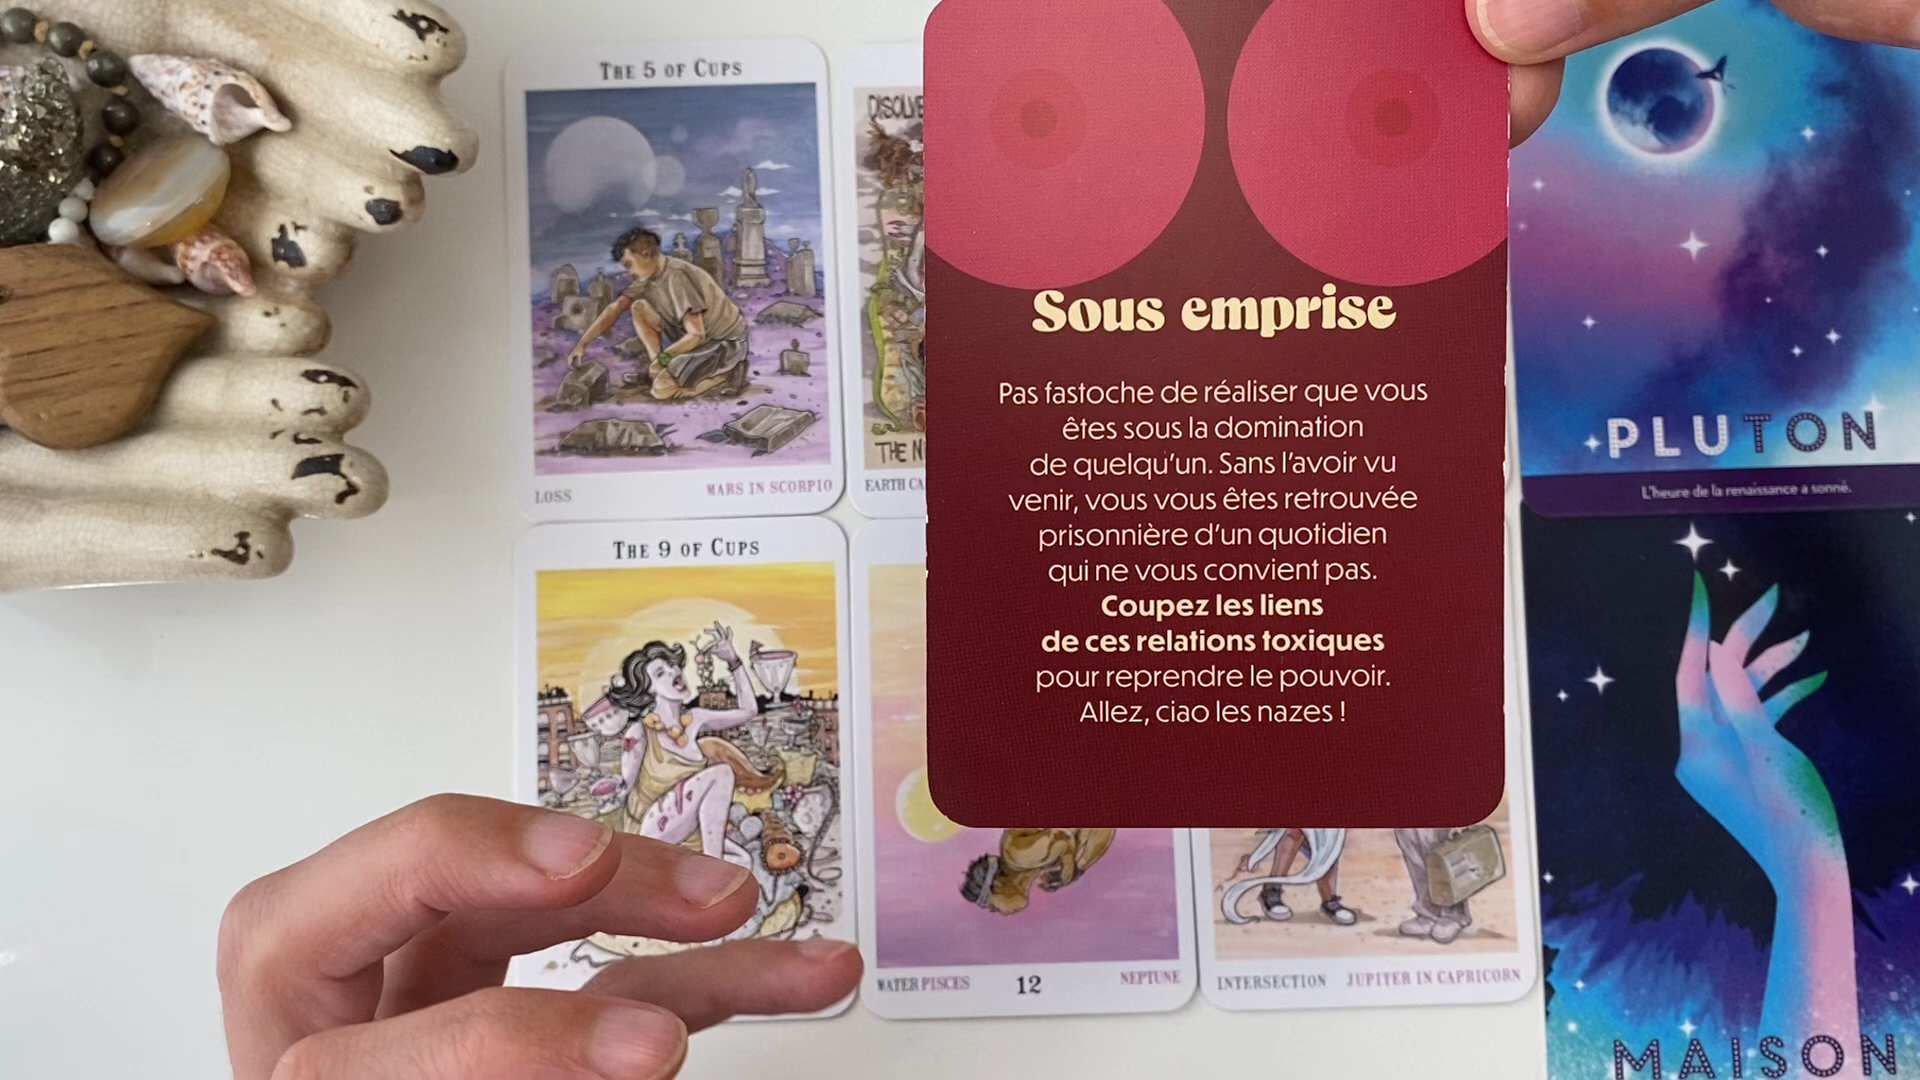 THE 5 OF CUPS
LOSS
MARS IN SCORPIO
THE 9 OF CUPS
EARTH
WATER PISCES
12
NEPTUNE
INTERSECTION
JUPITER IN CAPRICORN
Sous emprise
Pas fastoche de réaliser que vous
êtes sous la domination
de quelqu'un. Sans l'avoir vu
venir, vous vous êtes retrouvée
prisonnière d'un quotidien
qui ne vous convient pas.
Coupez les liens
de ces relations toxiques
pour reprendre le pouvoir.
Allez, ciao les nazes !
PLUTON
L'heure de la renaissance a sonné.
MAISON